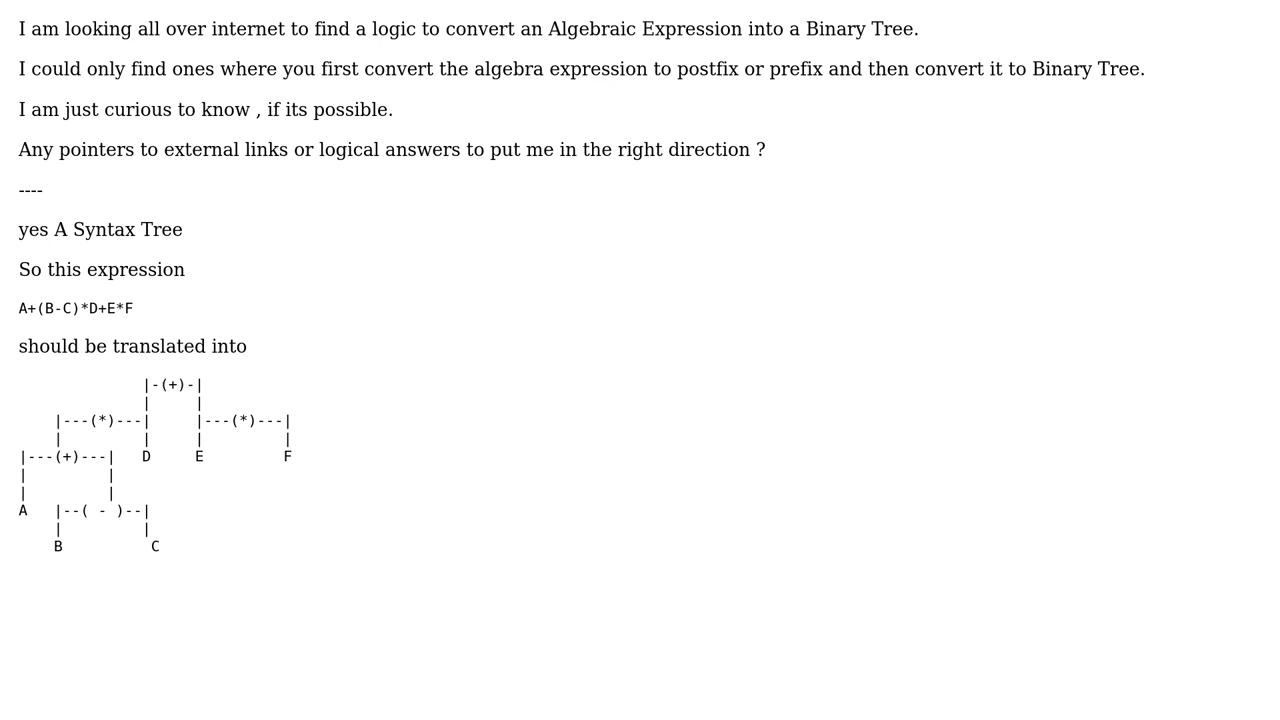 I am looking all over internet to find a logic to convert an Algebraic Expression into a Binary Tree.
I could only find ones where you first convert the algebra expression to postfix or prefix and then convert it to Binary Tree.
I am just curious to know , if its possible.
Any pointers to external links or logical answers to put me in the right direction ?
----
yes A Syntax Tree
So this expression
A+(B-C)*D+E*F
should be translated into
              |-(+)-|
              |     |
    |---(*)---|     |---(*)---|
    |         |     |         |
|---(+)---|   D     E         F
|         |
|         |
A   |--( - )--|
    |         |
    B          C